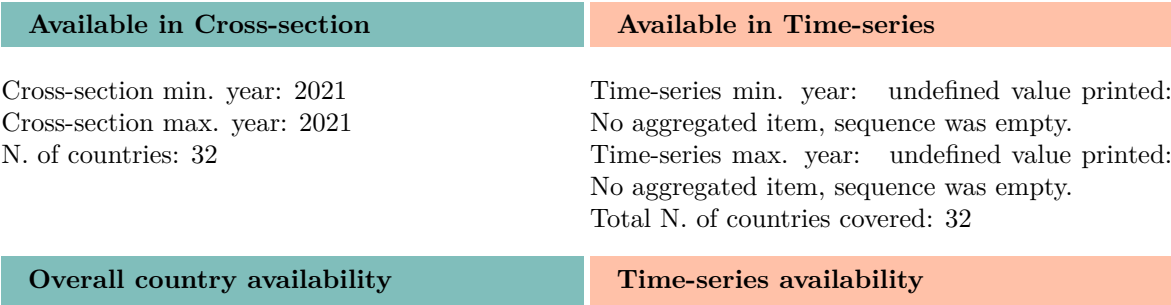 Available in Cross-section
Cross-section min. year: 2021
Cross-section max. year: 2021
N. of countries: 32
Available in Time-series
Time-series min. year: undefined value printed:
No aggregated item, sequence was empty.
Time-series max. year: undefined value printed:
No aggregated item, sequence was empty.
Total N. of countries covered: 32
Overall country availability
Time-series availability